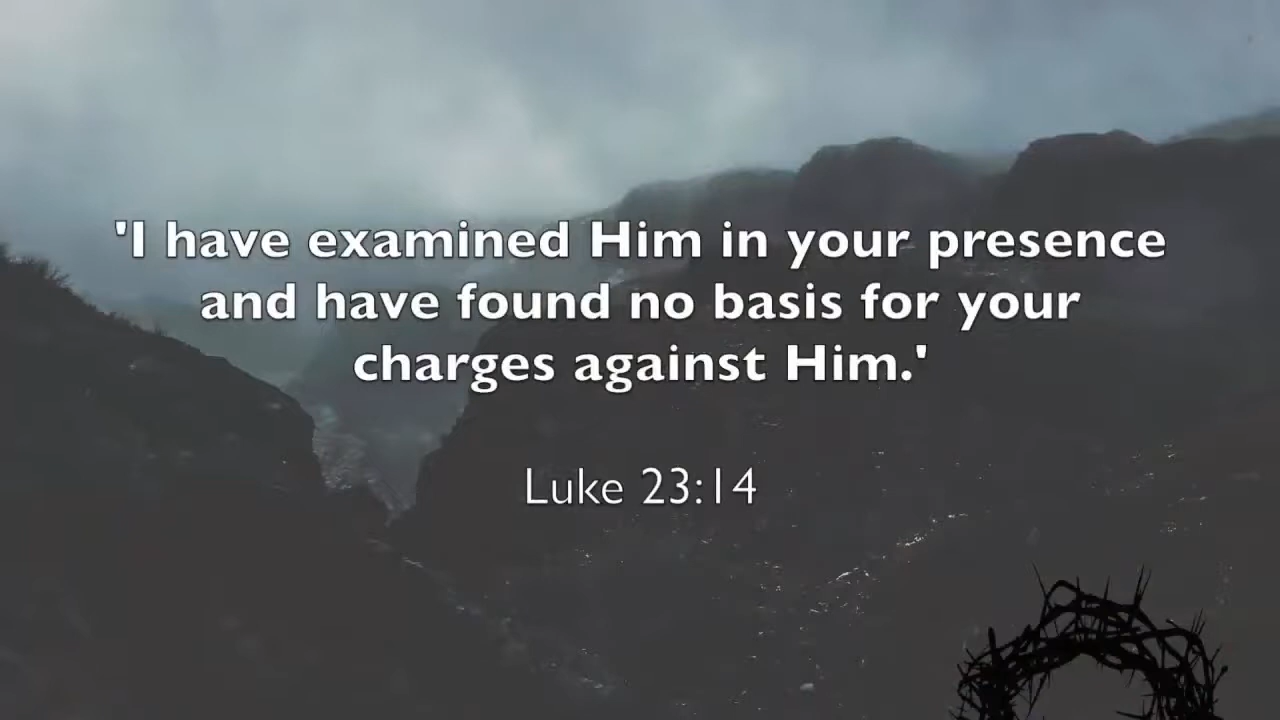 'I have examined Him in your presence
and have found no basis for your
charges against Him.'
Luke 23:14